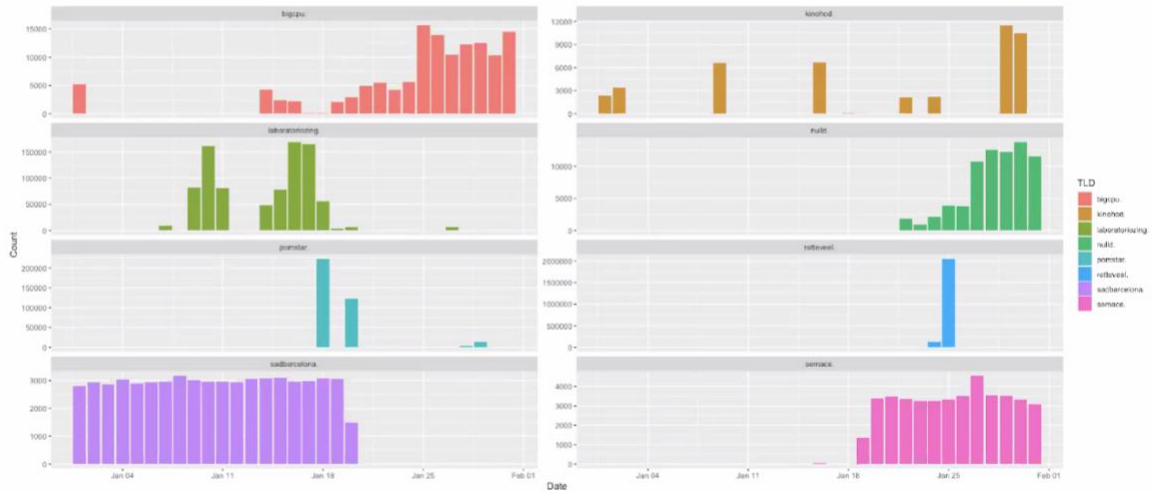 bigcpu.
kinohod.
15000
10000
5000
0
12000
9000
6000
3000
0
laboratoriozing.
nulld.
150000
100000
50000
0
10000
5000
0
pornstar.
rotteveel.
200000
150000
100000
50000
0
2000000
1500000
1000000
500000
0
sadbarcelona.
semace.
3000
2000
1000
0
4000
3000
2000
1000
0
Jan 04
Jan 11
Jan 18
Jan 25
Feb 01
Jan 04
Jan 11
Jan 18
Jan 25
Feb 01
Count
Date
TLD
bigcpu.
kinohod.
laboratoriozing.
nulld.
pornstar.
rotteveel.
sadbarcelona.
semace.